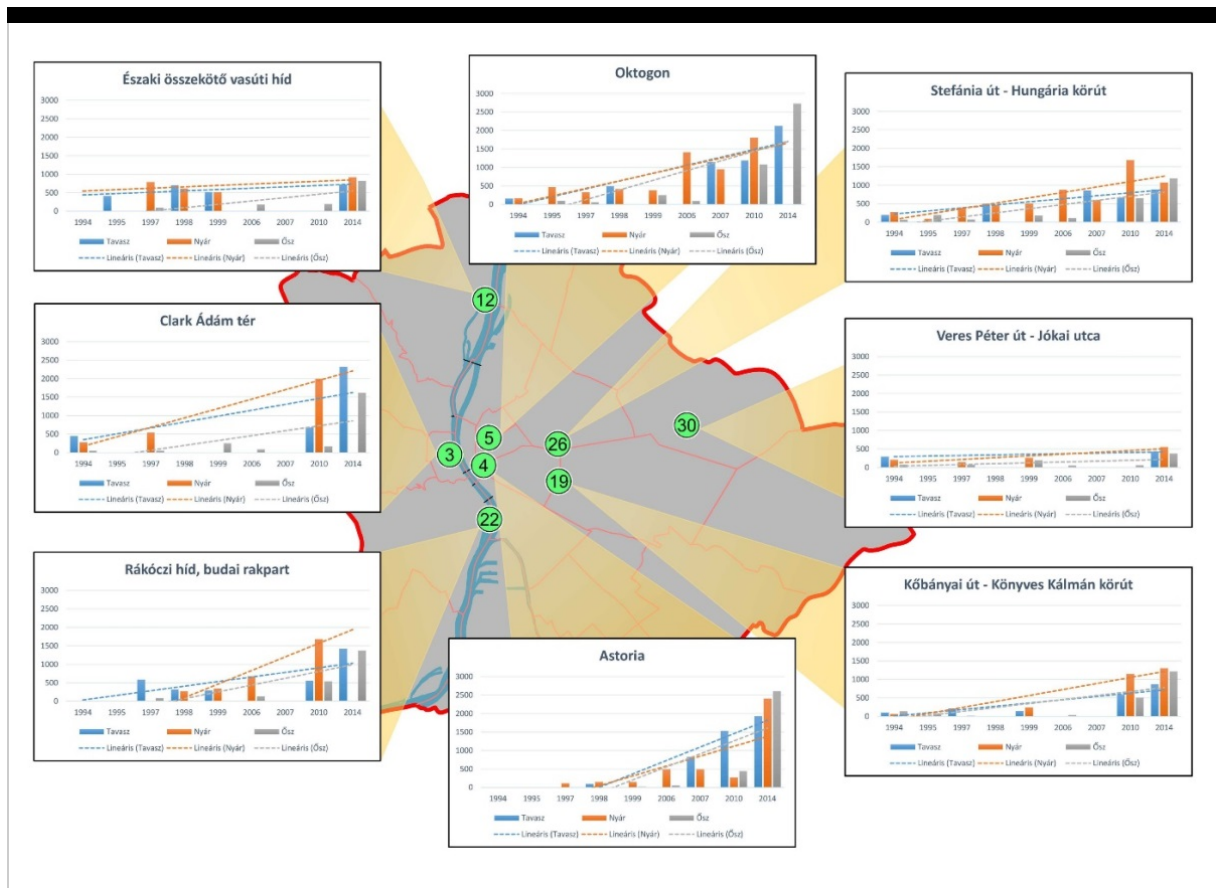 Északi összekötő vasúti híd
3000
2500
2000
1500
1000
500
0
1994 1995 1997 1998 1999 2006 2007 2010 2014
Tavasz Nyár Ősz
Lineáris (Tavasz) Lineáris (Nyár) Lineáris (Ősz)
Oktogon
3000
2500
2000
1500
1000
500
0
1994 1995 1997 1998 1999 2006 2007 2010 2014
Tavasz Nyár Ősz
Lineáris (Tavasz) Lineáris (Nyár) Lineáris (Ősz)
Stefánia út - Hungária körút
3000
2500
2000
1500
1000
500
0
1994 1995 1997 1998 1999 2006 2007 2010 2014
Tavasz Nyár Ősz
Lineáris (Tavasz) Lineáris (Nyár) Lineáris (Ősz)
Clark Ádám tér
3000
2500
2000
1500
1000
500
0
1994 1995 1997 1998 1999 2006 2007 2010 2014
Tavasz Nyár Ősz
Lineáris (Tavasz) Lineáris (Nyár) Lineáris (Ősz)
12
5
3
4
26
19
30
22
Veres Péter út - Jókai utca
3000
2500
2000
1500
1000
500
0
1994 1995 1997 1998 1999 2006 2007 2010 2014
Tavasz Nyár Ősz
Lineáris (Tavasz) Lineáris (Nyár) Lineáris (Ősz)
Rákóczi híd, budai rakpart
3000
2500
2000
1500
1000
500
0
1994 1995 1997 1998 1999 2006 2007 2010 2014
Tavasz Nyár Ősz
Lineáris (Tavasz) Lineáris (Nyár) Lineáris (Ősz)
Astoria
3000
2500
2000
1500
1000
500
0
1994 1995 1997 1998 1999 2006 2007 2010 2014
Tavasz Nyár Ősz
Lineáris (Tavasz) Lineáris (Nyár) Lineáris (Ősz)
Kőbányai út - Könyves Kálmán körút
3000
2500
2000
1500
1000
500
0
1994 1995 1997 1998 1999 2006 2007 2010 2014
Tavasz Nyár Ősz
Lineáris (Tavasz) Lineáris (Nyár) Lineáris (Ősz)